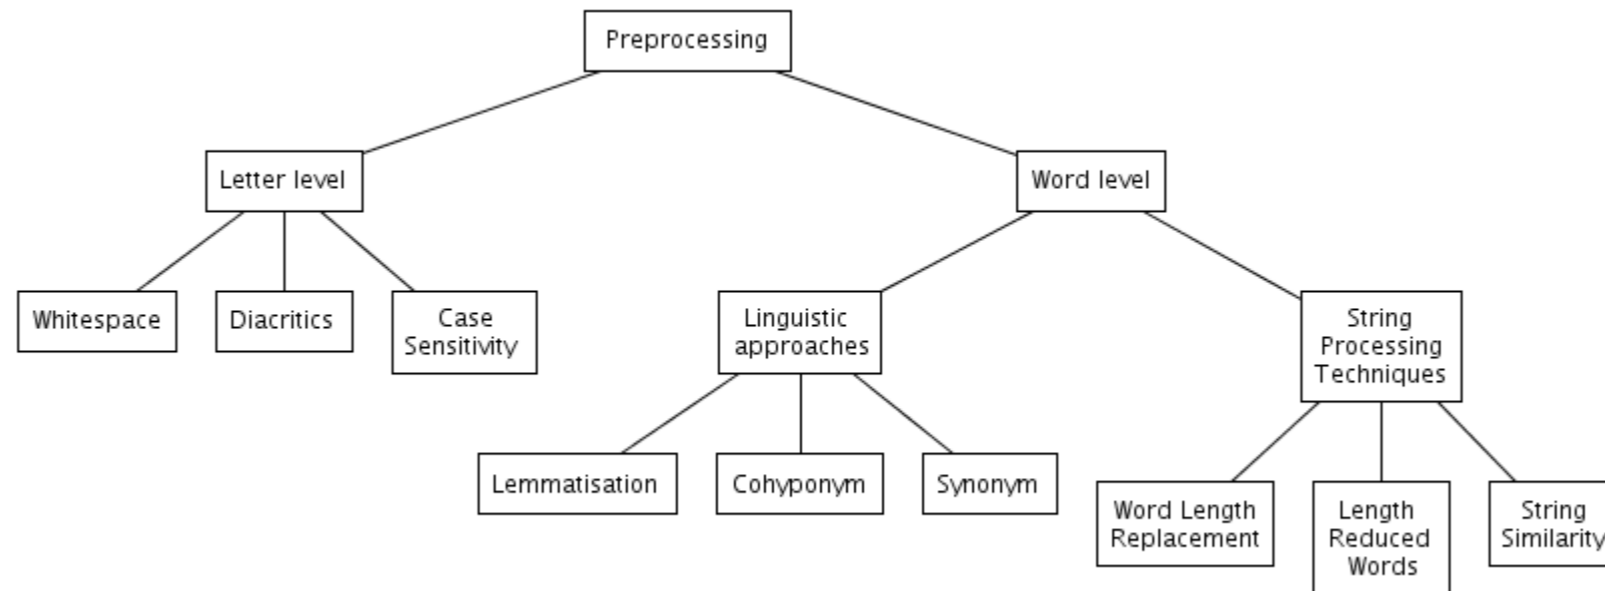 Preprocessing
Letter level
Word level
Whitespace
Diacritics
Case
Sensitivity
Linguistic
approaches
String
Processing
Techniques
Lemmatisation
Cohyponym
Synonym
Word Length
Replacement
Length
Reduced
Words
String
Similarity